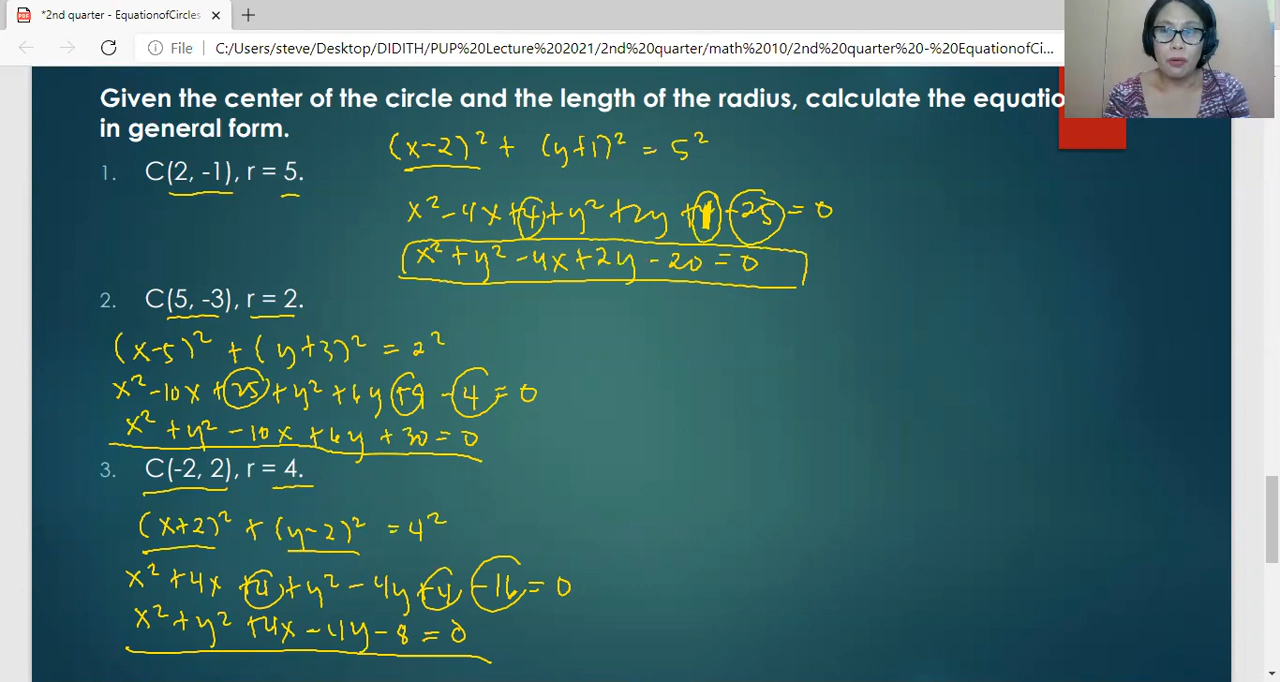 *2nd quarter - EquationofCircles
File C:/Users/steve/Desktop/DIDITH/PUP%20Lecture%202021/2nd%20quarter/math%2010/2nd%20quarter%20-%20EquationofCi...
Given the center of the circle and the length of the radius, calculate the equatio
in general form.
(x-2)² + (y+1)² = 5²
1. C(2, -1), r = 5.
x² - 4x + 4 + y² + 2y + 1 - 25 = 0
x² + y² - 4x + 2y - 20 = 0
2. C(5, -3), r = 2.
(x-5)² + (y+3)² = 2²
x² - 10x + 25 + y² + 6y + 9 - 4 = 0
x² + y² - 10x + 6y + 30 = 0
3. C(-2, 2), r = 4.
(x+2)² + (y-2)² = 4²
x² + 4x + 4 + y² - 4y + 4 - 16 = 0
x² + y² + 4x - 4y - 8 = 0